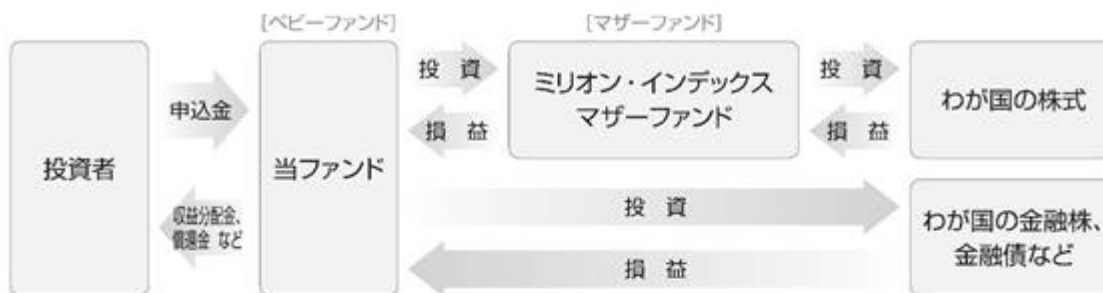 [ベビーファンド]
[マザーファンド]
投資者
申込金
収益分配金、
償還金 など
当ファンド
投 資
損 益
ミリオン・インデックス
マザーファンド
投 資
損 益
わが国の株式
投 資
損 益
わが国の金融株、
金融債など